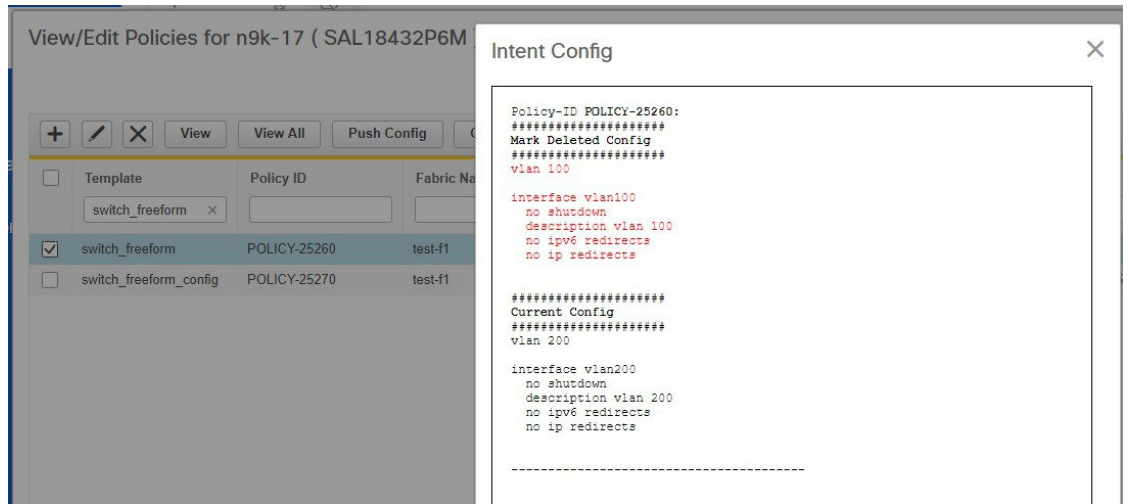 View/Edit Policies for n9k-17 ( SAL18432P6M )
View
View All
Push Config
Template
Policy ID
Fabric Na
switch_freeform
switch_freeform
POLICY-25260
test-f1
switch_freeform_config
POLICY-25270
test-f1
Intent Config
Policy-ID POLICY-25260:
#####################
Mark Deleted Config
#####################
vlan 100
interface vlan100
no shutdown
description vlan 100
no ipv6 redirects
no ip redirects
#####################
Current Config
#####################
vlan 200
interface vlan200
no shutdown
description vlan 200
no ipv6 redirects
no ip redirects
----------------------------------------